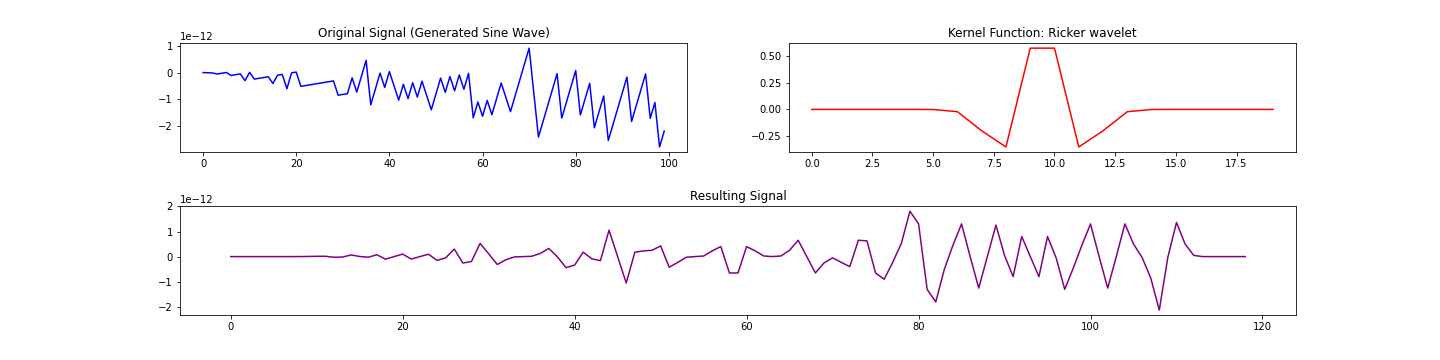 Original Signal (Generated Sine Wave)
1e−12
1
0
−1
−2
0 20 40 60 80 100
Kernel Function: Ricker wavelet
0.50
0.25
0.00
−0.25
0.0 2.5 5.0 7.5 10.0 12.5 15.0 17.5
Resulting Signal
1e−12
2
1
0
−1
−2
0 20 40 60 80 100 120